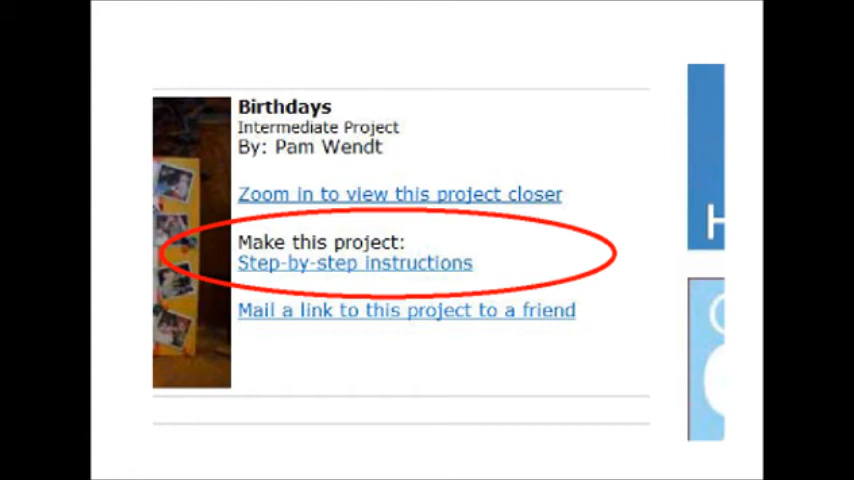 Birthdays
Intermediate Project
By: Pam Wendt
Zoom in to view this project closer
Make this project:
Step-by-step instructions
Mail a link to this project to a friend
H